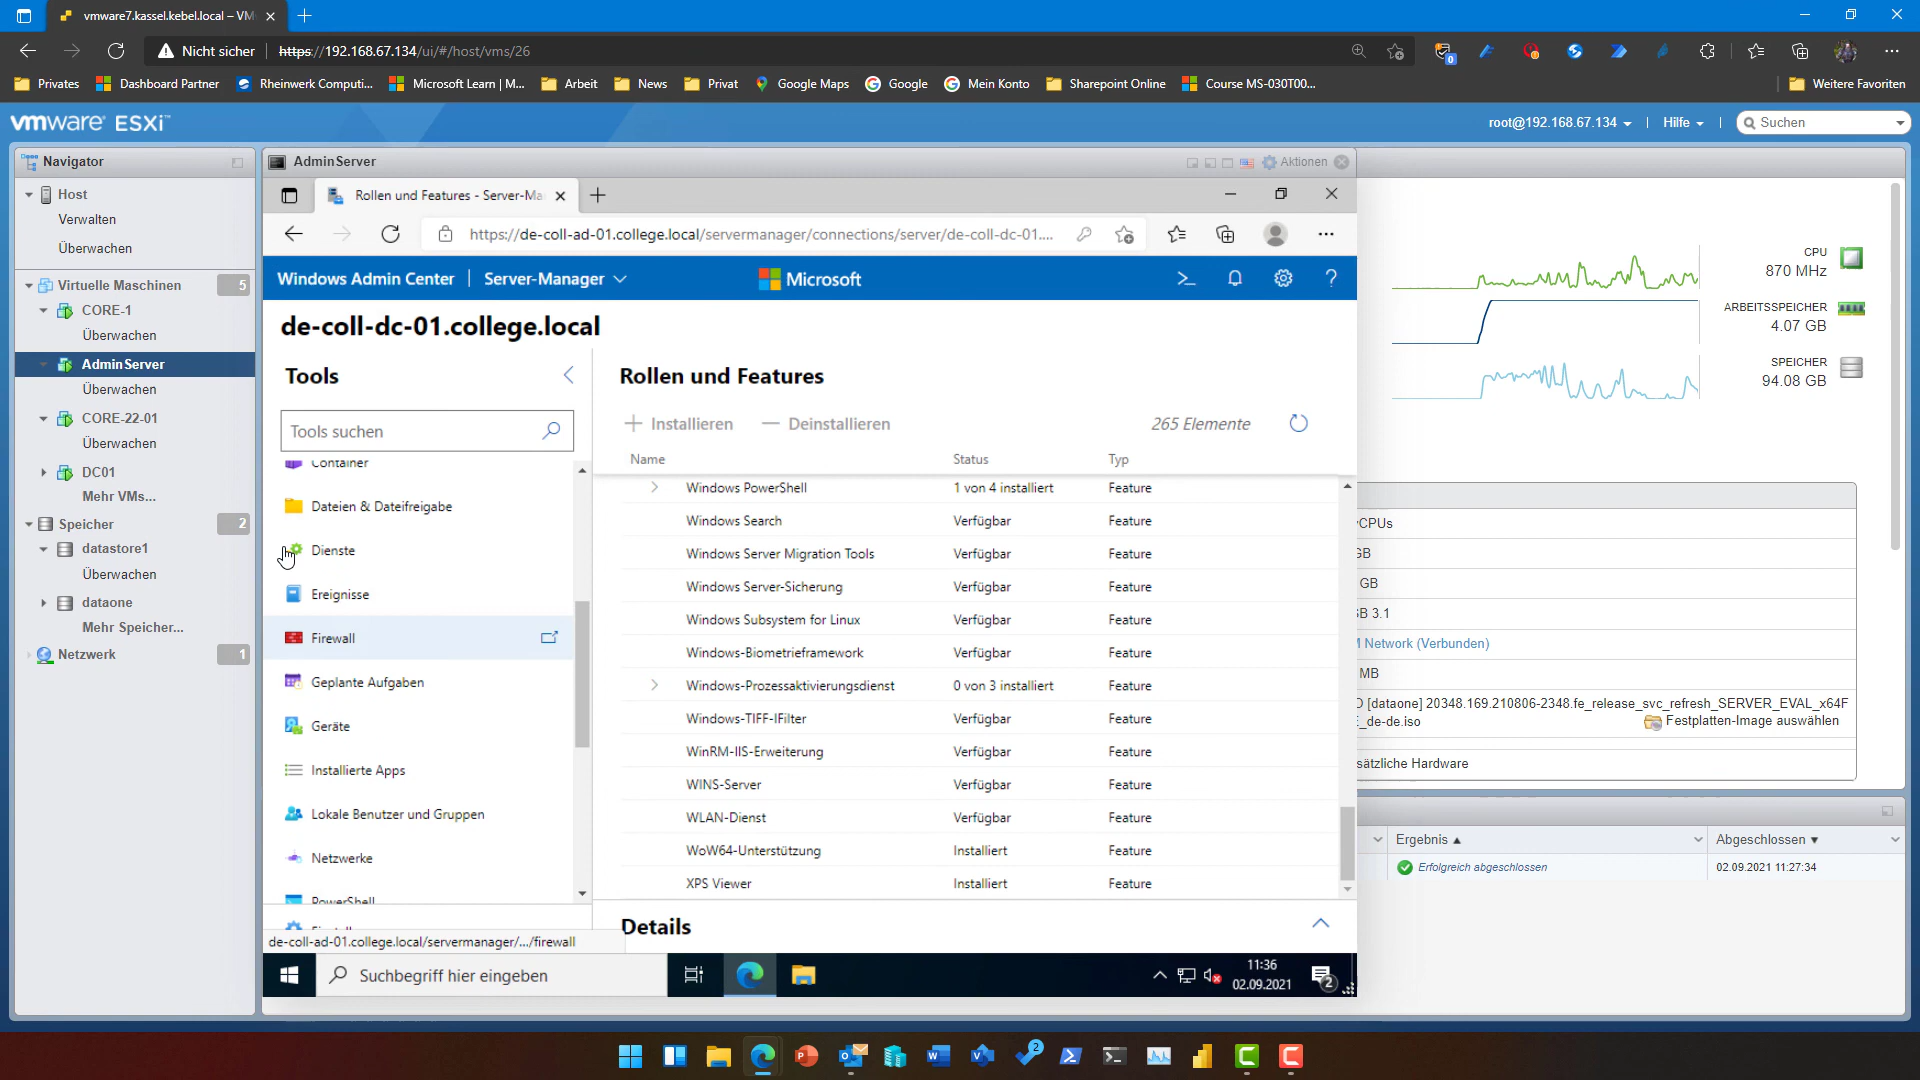 vmware7.kassel.kebel.local – VM
Nicht sicher
https://192.168.67.134/ui/#/host/vms/26
0
Privates
Dashboard Partner
Rheinwerk Computi...
Microsoft Learn | M...
Arbeit
News
Privat
Google Maps
Google
Mein Konto
Sharepoint Online
Course MS-030T00...
Weitere Favoriten
vmware ESXi™
root@192.168.67.134
Hilfe
Suchen
Navigator
Host
Verwalten
Überwachen
Virtuelle Maschinen 5
CORE-1
Überwachen
AdminServer
Überwachen
CORE-22-01
Überwachen
DC01
Mehr VMs...
Speicher 2
datastore1
Überwachen
dataone
Mehr Speicher...
Netzwerk 1
AdminServer
Aktionen
Rollen und Features - Server-Ma
https://de-coll-ad-01.college.local/servermanager/connections/server/de-coll-dc-01....
Windows Admin Center
Server-Manager
Microsoft
de-coll-dc-01.college.local
Tools
Tools suchen
Container
Dateien & Dateifreigabe
Dienste
Ereignisse
Firewall
Geplante Aufgaben
Geräte
Installierte Apps
Lokale Benutzer und Gruppen
Netzwerke
PowerShell
de-coll-ad-01.college.local/servermanager/.../firewall
Rollen und Features
Installieren
Deinstallieren
265 Elemente
Name Status Typ
Windows PowerShell 1 von 4 installiert Feature
Windows Search Verfügbar Feature
Windows Server Migration Tools Verfügbar Feature
Windows Server-Sicherung Verfügbar Feature
Windows Subsystem for Linux Verfügbar Feature
Windows-Biometrieframework Verfügbar Feature
Windows-Prozessaktivierungsdienst 0 von 3 installiert Feature
Windows-TIFF-IFilter Verfügbar Feature
WinRM-IIS-Erweiterung Verfügbar Feature
WINS-Server Verfügbar Feature
WLAN-Dienst Verfügbar Feature
WoW64-Unterstützung Installiert Feature
XPS Viewer Installiert Feature
Details
Suchbegriff hier eingeben
11:36
02.09.2021
2
CPU
870 MHz
ARBEITSSPEICHER
4.07 GB
SPEICHER
94.08 GB
CPUs
GB
GB
SB 3.1
M Network (Verbunden)
MB
D [dataone] 20348.169.210806-2348.fe_release_svc_refresh_SERVER_EVAL_x64F
E_de-de.iso
Festplatten-Image auswählen
sätzliche Hardware
Ergebnis
Abgeschlossen
Erfolgreich abgeschlossen
02.09.2021 11:27:34
2